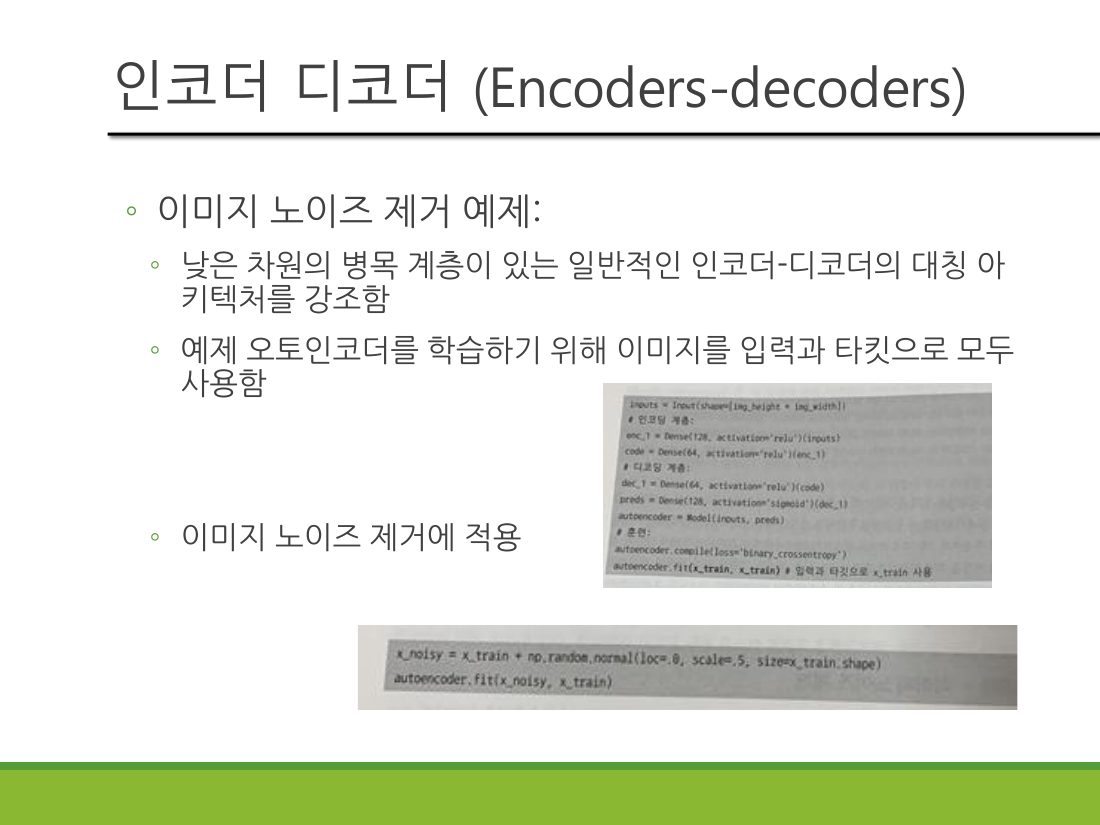 인코더 디코더 (Encoders-decoders)
◦ 이미지 노이즈 제거 예제:
◦ 낮은 차원의 병목 계층이 있는 일반적인 인코더-디코더의 대칭 아
키텍처를 강조함
◦ 예제 오토인코더를 학습하기 위해 이미지를 입력과 타킷으로 모두
사용함
inputs = Input(shape=[img_height * img_width])
# 인코딩 계층:
enc_1 = Dense(128, activation='relu')(inputs)
code = Dense(64, activation='relu')(enc_1)
# 디코딩 계층:
dec_1 = Dense(64, activation='relu')(code)
preds = Dense(128, activation='sigmoid')(dec_1)
autoencoder = Model(inputs, preds)
# 훈련:
autoencoder.compile(loss='binary_crossentropy')
autoencoder.fit(x_train, x_train) # 입력과 타깃으로 x_train 사용
◦ 이미지 노이즈 제거에 적용
x_noisy = x_train + np.random.normal(loc=.0, scale=.5, size=x_train.shape)
autoencoder.fit(x_noisy, x_train)